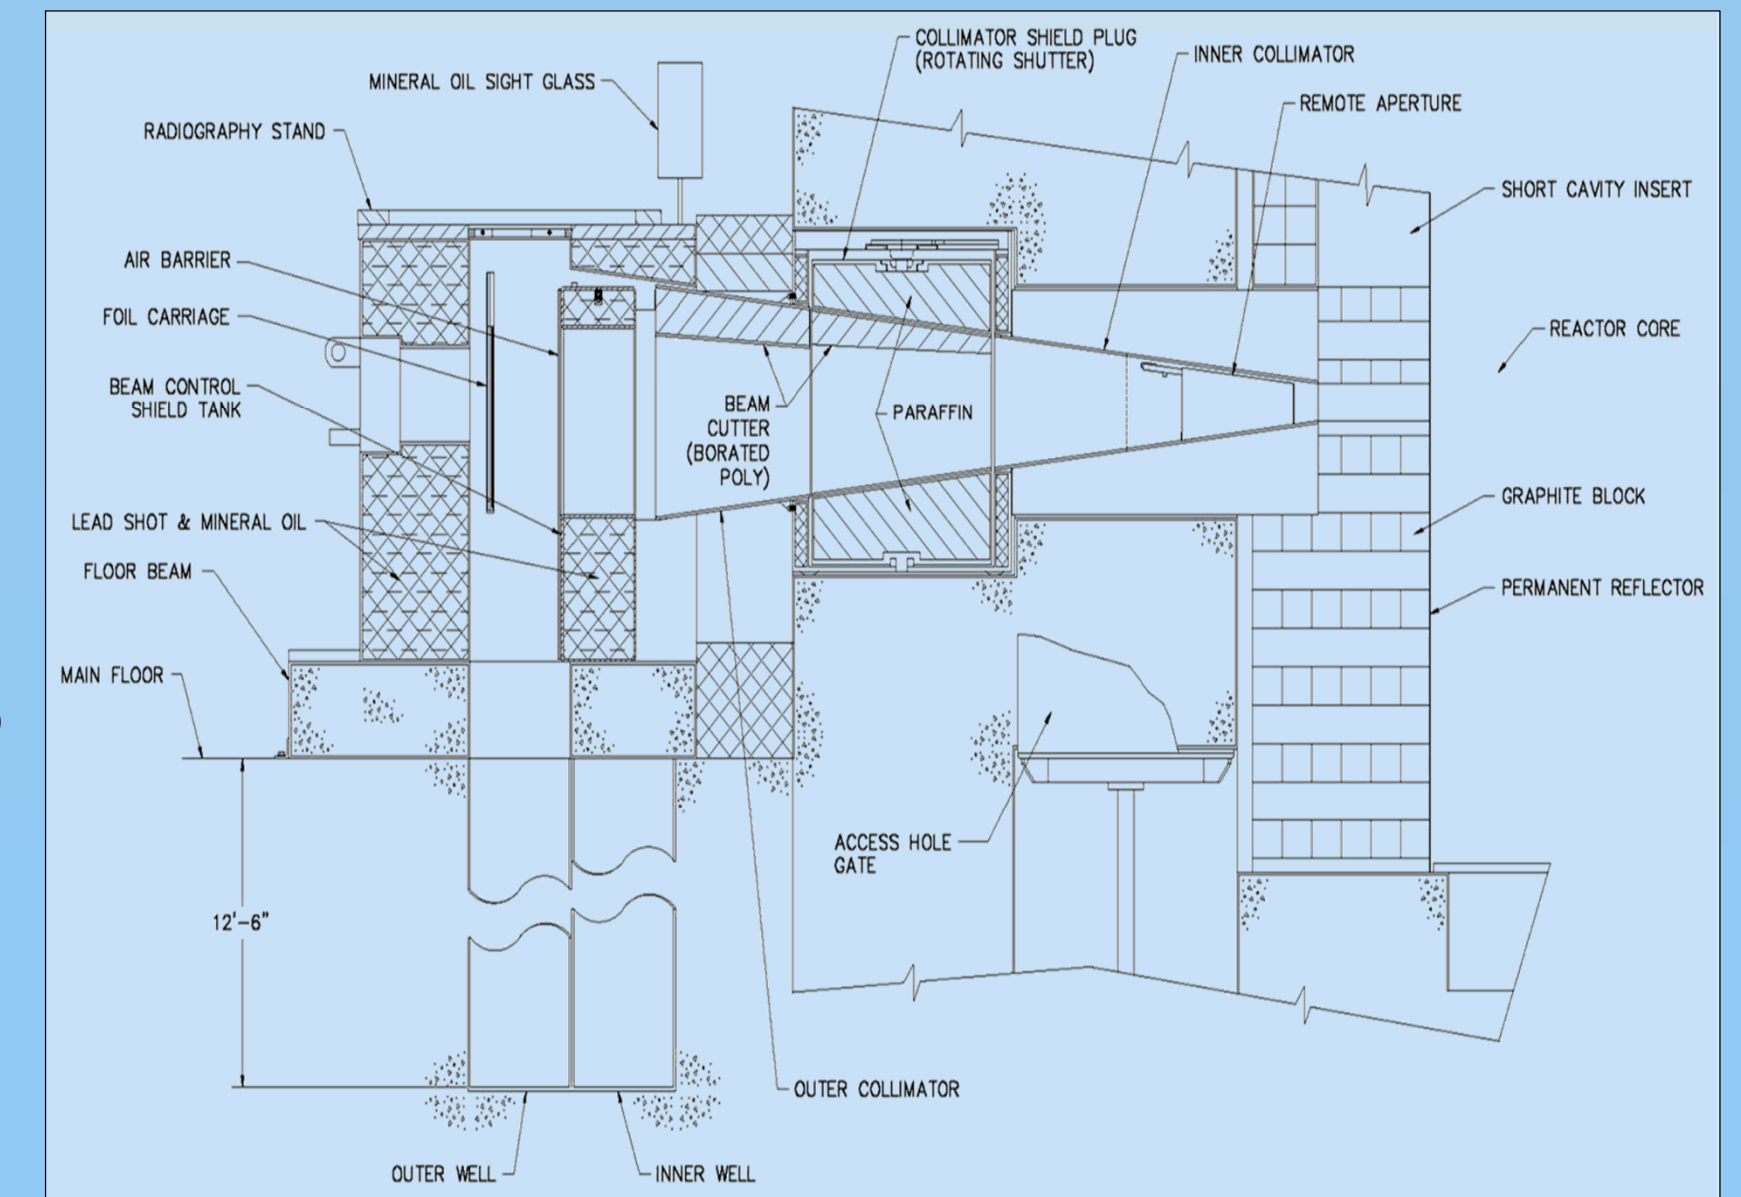 COLLIMATOR SHIELD PLUG
(ROTATING SHUTTER)
INNER COLLIMATOR
MINERAL OIL SIGHT GLASS
REMOTE APERTURE
RADIOGRAPHY STAND
SHORT CAVITY INSERT
AIR BARRIER
FOIL CARRIAGE
REACTOR CORE
BEAM CONTROL
SHIELD TANK
BEAM
CUTTER
(BORATED
POLY)
PARAFFIN
LEAD SHOT & MINERAL OIL
GRAPHITE BLOCK
FLOOR BEAM
PERMANENT REFLECTOR
MAIN FLOOR
ACCESS HOLE
GATE
12'-6"
OUTER COLLIMATOR
OUTER WELL
INNER WELL